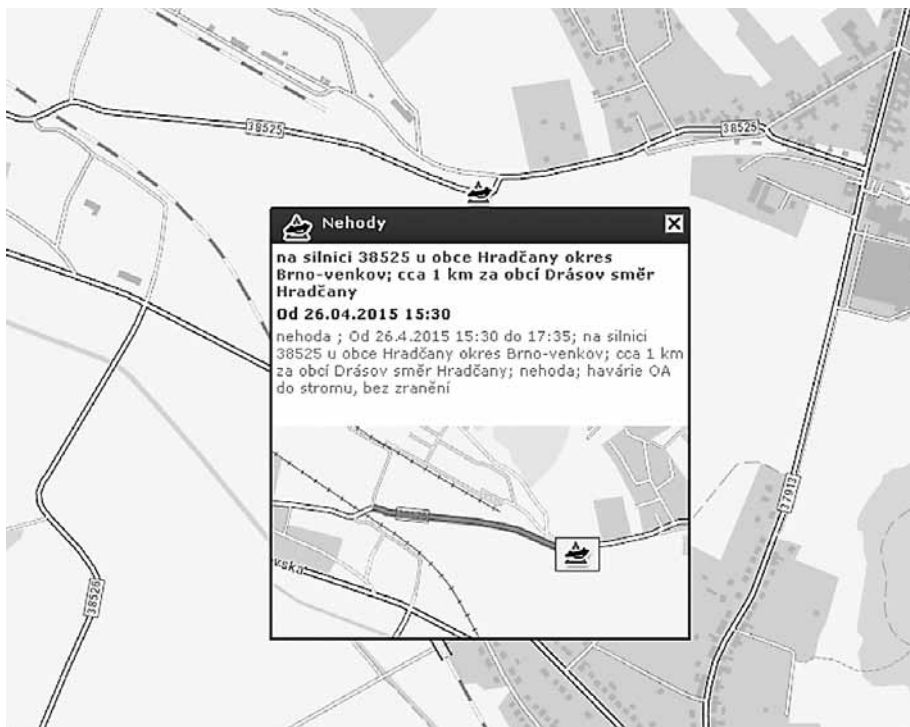 38525
38525
Nehody
na silnici 38525 u obce Hradčany okres
Brno-venkov; cca 1 km za obcí Drásov směr
Hradčany
Od 26.04.2015 15:30
nehoda ; Od 26.4.2015 15:30 do 17:35; na silnici
38525 u obce Hradčany okres Brno-venkov; cca 1 km
za obcí Drásov směr Hradčany; nehoda; havárie OA
do stromu, bez zranění
37913
vska
38526